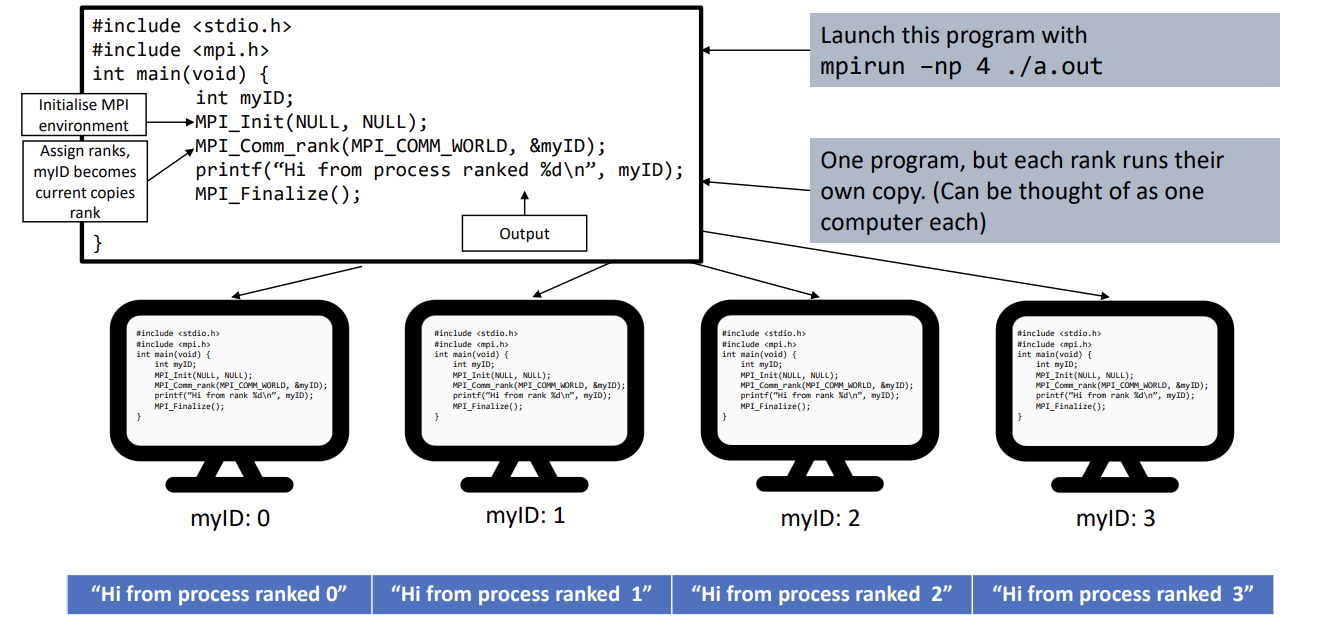 #include <stdio.h>
#include <mpi.h>
int main(void) {
int myID;
MPI_Init(NULL, NULL);
MPI_Comm_rank(MPI_COMM_WORLD, &myID);
printf(“Hi from process ranked %d\n”, myID);
MPI_Finalize();
}
Initialise MPI
environment
Assign ranks,
myID becomes
current copies
rank
Output
Launch this program with
mpirun –np 4 ./a.out
One program, but each rank runs their
own copy. (Can be thought of as one
computer each)
#include <stdio.h>
#include <mpi.h>
int main(void) {
int myID;
MPI_Init(NULL, NULL);
MPI_Comm_rank(MPI_COMM_WORLD, &myID);
printf(“Hi from rank %d\n”, myID);
MPI_Finalize();
}
#include <stdio.h>
#include <mpi.h>
int main(void) {
int myID;
MPI_Init(NULL, NULL);
MPI_Comm_rank(MPI_COMM_WORLD, &myID);
printf(“Hi from rank %d\n”, myID);
MPI_Finalize();
}
#include <stdio.h>
#include <mpi.h>
int main(void) {
int myID;
MPI_Init(NULL, NULL);
MPI_Comm_rank(MPI_COMM_WORLD, &myID);
printf(“Hi from rank %d\n”, myID);
MPI_Finalize();
}
#include <stdio.h>
#include <mpi.h>
int main(void) {
int myID;
MPI_Init(NULL, NULL);
MPI_Comm_rank(MPI_COMM_WORLD, &myID);
printf(“Hi from rank %d\n”, myID);
MPI_Finalize();
}
myID: 0
myID: 1
myID: 2
myID: 3
“Hi from process ranked 0”
“Hi from process ranked  1”
“Hi from process ranked  2”
“Hi from process ranked  3”